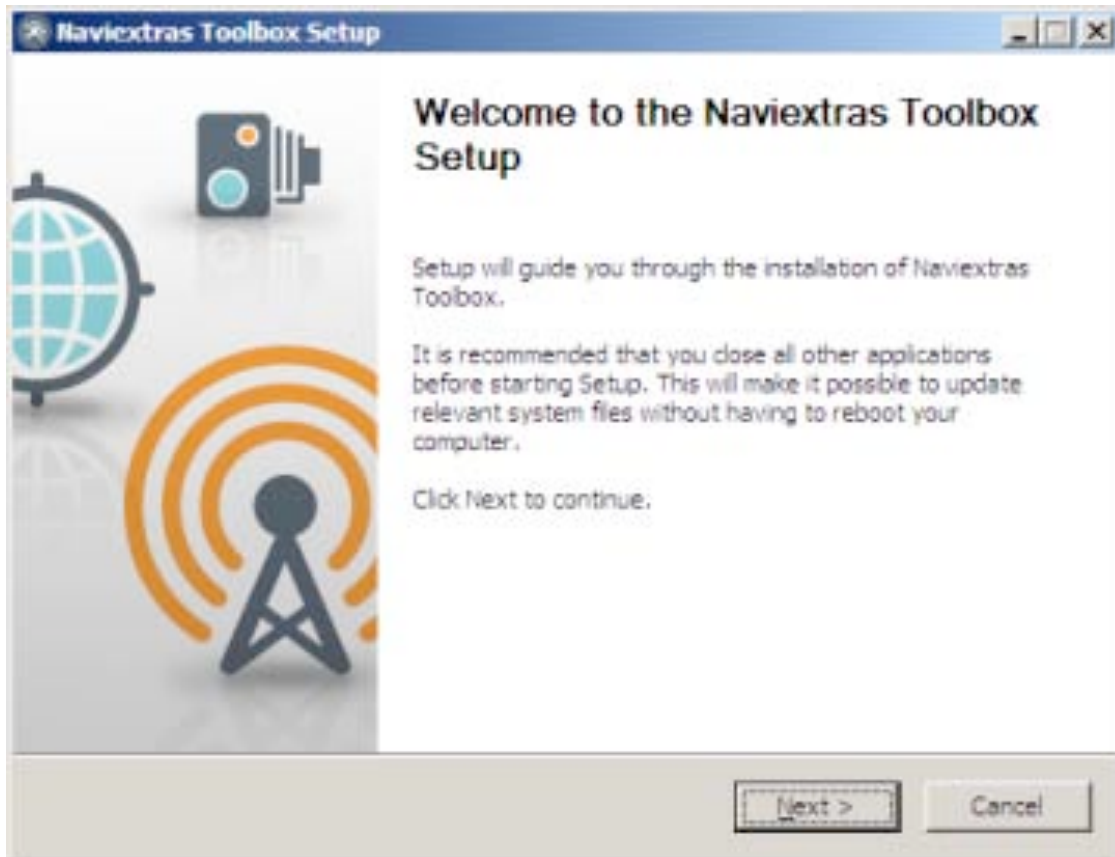 Naviextras Toolbox Setup
Welcome to the Naviextras Toolbox
Setup
Setup will guide you through the installation of Naviextras
Toolbox.
It is recommended that you close all other applications
before starting Setup. This will make it possible to update
relevant system files without having to reboot your
computer.
Click Next to continue.
Next >
Cancel